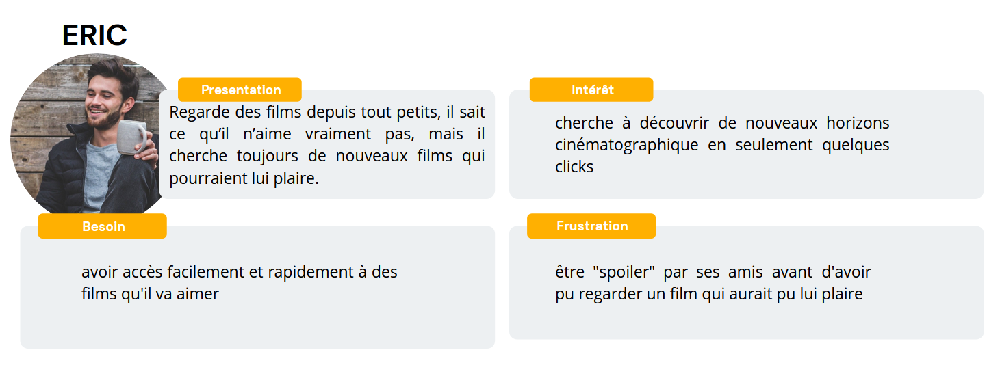 ERIC
Presentation
Regarde des films depuis tout petits, il sait
ce qu’il n’aime vraiment pas, mais il
cherche toujours de nouveaux films qui
pourraient lui plaire.
Intérêt
cherche à découvrir de nouveaux horizons
cinématographique en seulement quelques
clicks
Besoin
avoir accès facilement et rapidement à des
films qu'il va aimer
Frustration
être "spoiler" par ses amis avant d'avoir
pu regarder un film qui aurait pu lui plaire